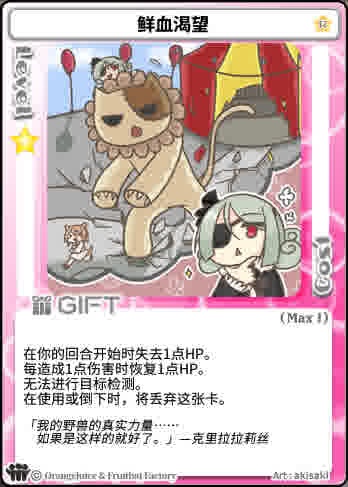 鲜血渴望
Level
Cost
GIFT
(Max 1)
在你的回合开始时失去1点HP。
每造成1点伤害时恢复1点HP。
无法进行目标检测。
在使用或倒下时，将丢弃这张卡。
「我的野兽的真实力量……
如果是这样的就好了。」—克里拉拉莉丝
© OrangeJuice & Fruitbat Factory
Art : akisaki